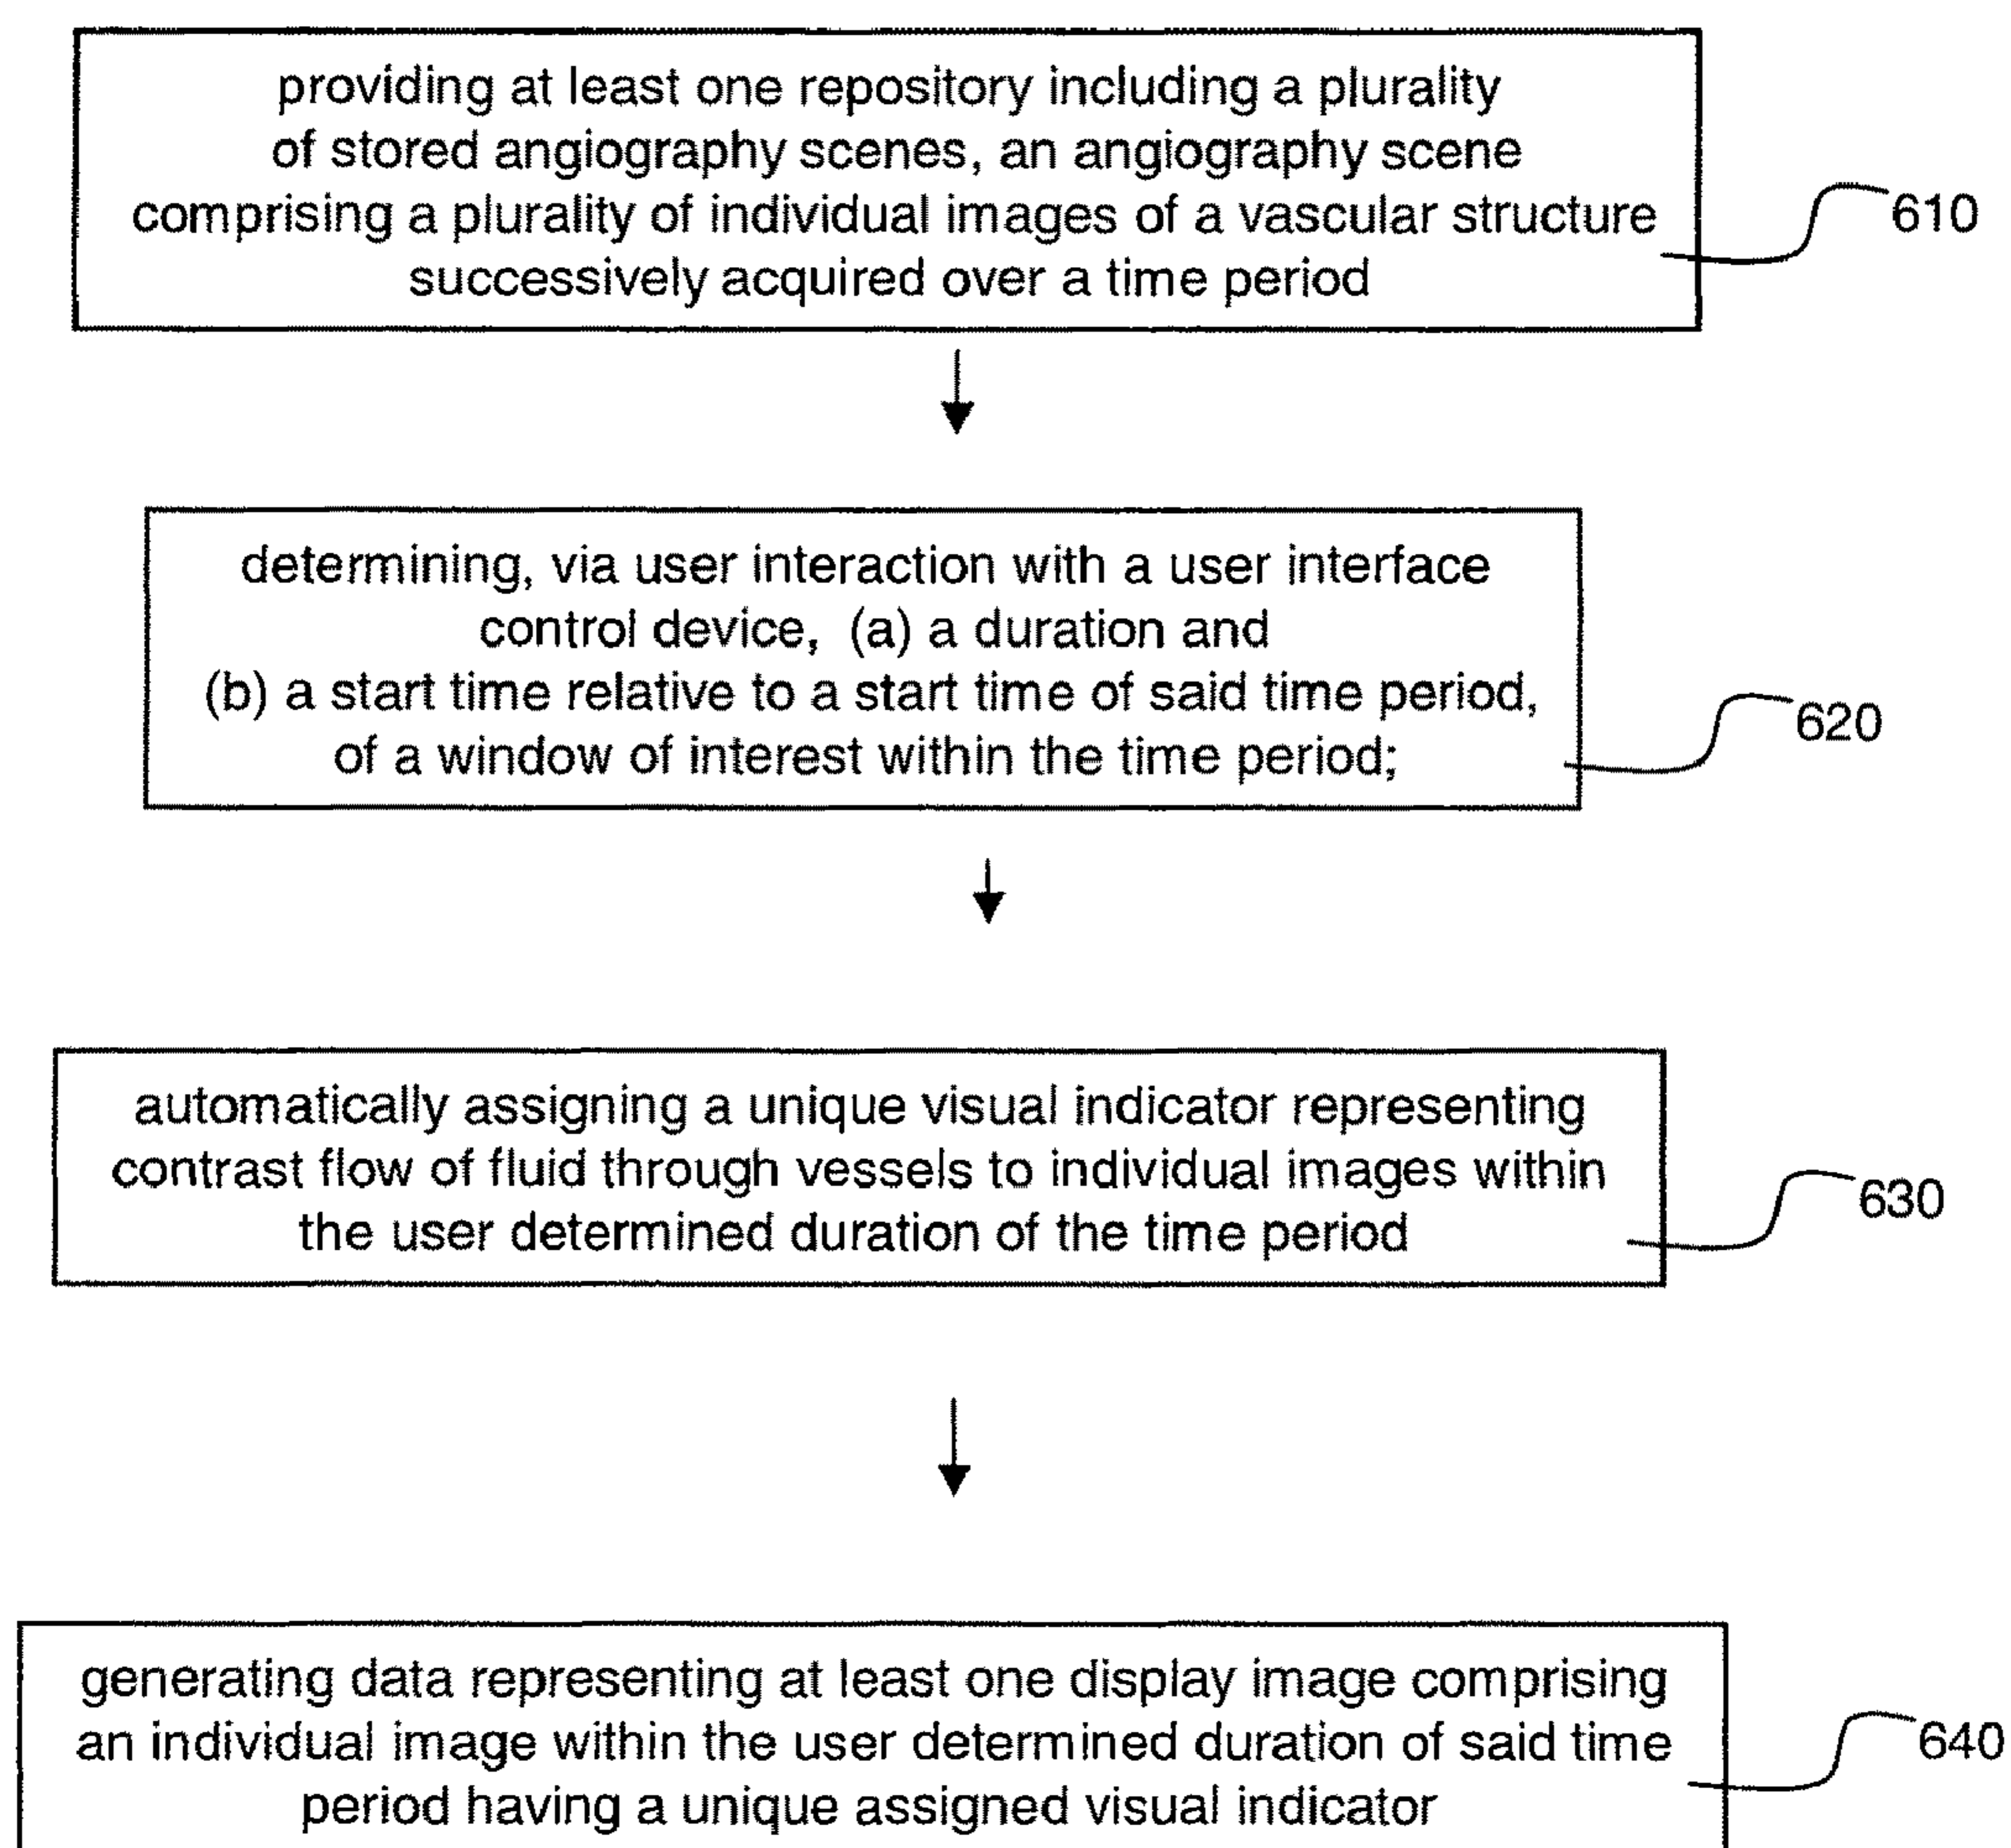 providing at least one repository including a plurality
of stored angiography scenes, an angiography scene
comprising a plurality of individual images of a vascular structure
successively acquired over a time period
610
determining, via user interaction with a user interface
control device, (a) a duration and
(b) a start time relative to a start time of said time period,
of a window of interest within the time period;
620
automatically assigning a unique visual indicator representing
contrast flow of fluid through vessels to individual images within
the user determined duration of the time period
630
generating data representing at least one display image comprising
an individual image within the user determined duration of said time
period having a unique assigned visual indicator
640